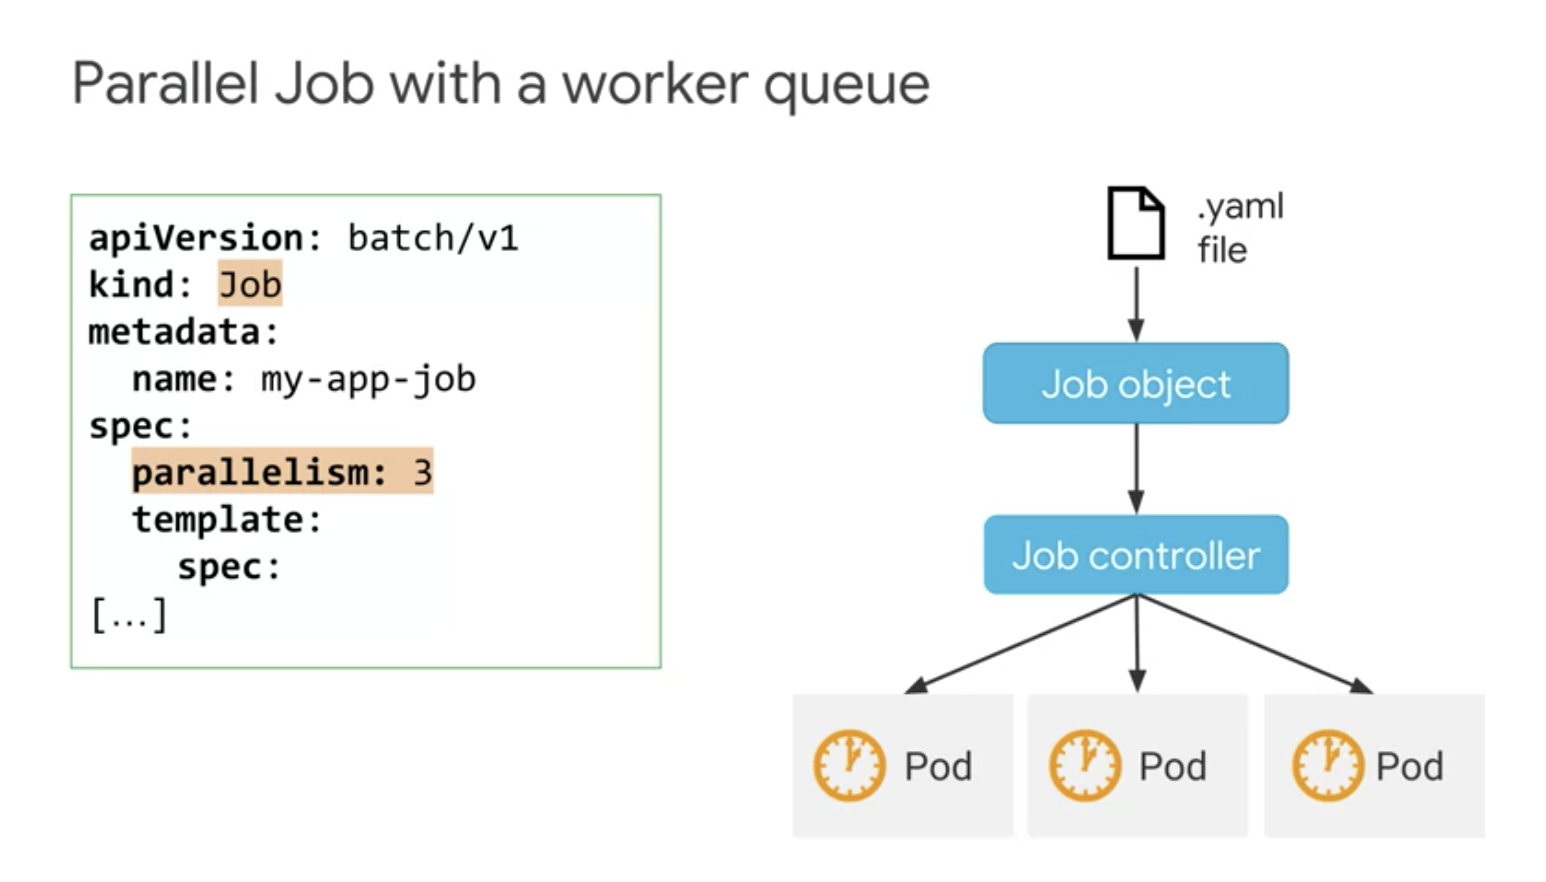 Parallel Job with a worker queue
apiVersion: batch/v1
kind: Job
metadata:
  name: my-app-job
spec:
  parallelism: 3
  template:
    spec:
[...]
.yaml
file
Job object
Job controller
Pod
Pod
Pod